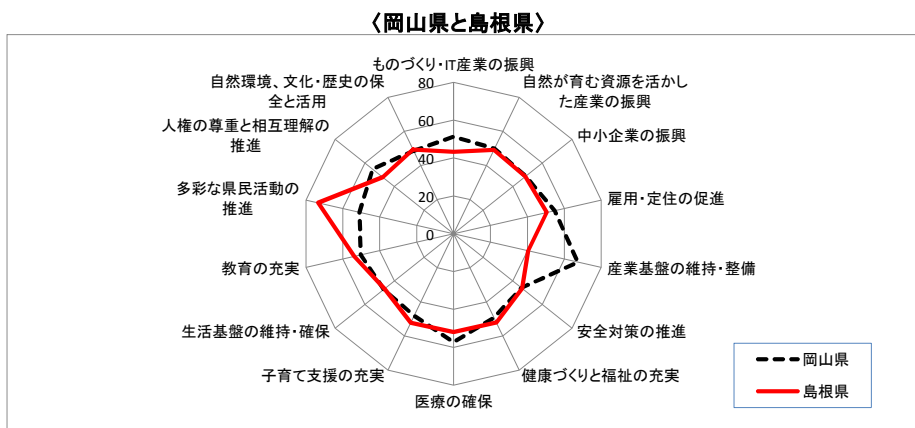 〈岡山県と島根県〉
ものづくり・IT産業の振興
自然が育む資源を活かし
た産業の振興
中小企業の振興
雇用・定住の促進
産業基盤の維持・整備
安全対策の推進
健康づくりと福祉の充実
医療の確保
子育て支援の充実
生活基盤の維持・確保
教育の充実
多彩な県民活動の
推進
人権の尊重と相互理解の
推進
自然環境、文化・歴史の保
全と活用
80
60
40
20
0
岡山県
島根県